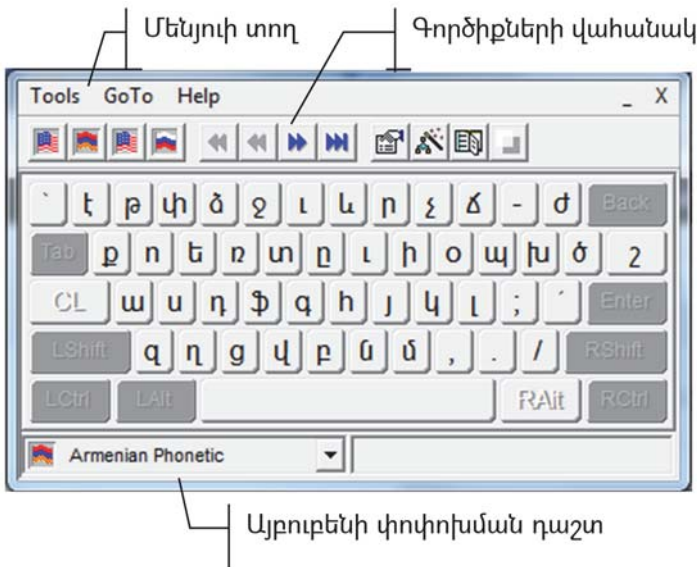 Մենյուի տող Գործիքների վահանակ
Tools GoTo Help _ X
` է թ փ ձ ջ ւ և ր չ ճ - ժ Back
Tab ք ո ե ռ տ ը ւ ի օ պ խ ծ շ
CL ա ս դ ֆ գ հ յ կ լ ; ՛ Enter
LShift զ ղ ց վ բ ն մ , . / RShift
LCtrl LAlt RAlt RCtrl
Armenian Phonetic
Այբուբենի փոփոխման դաշտ